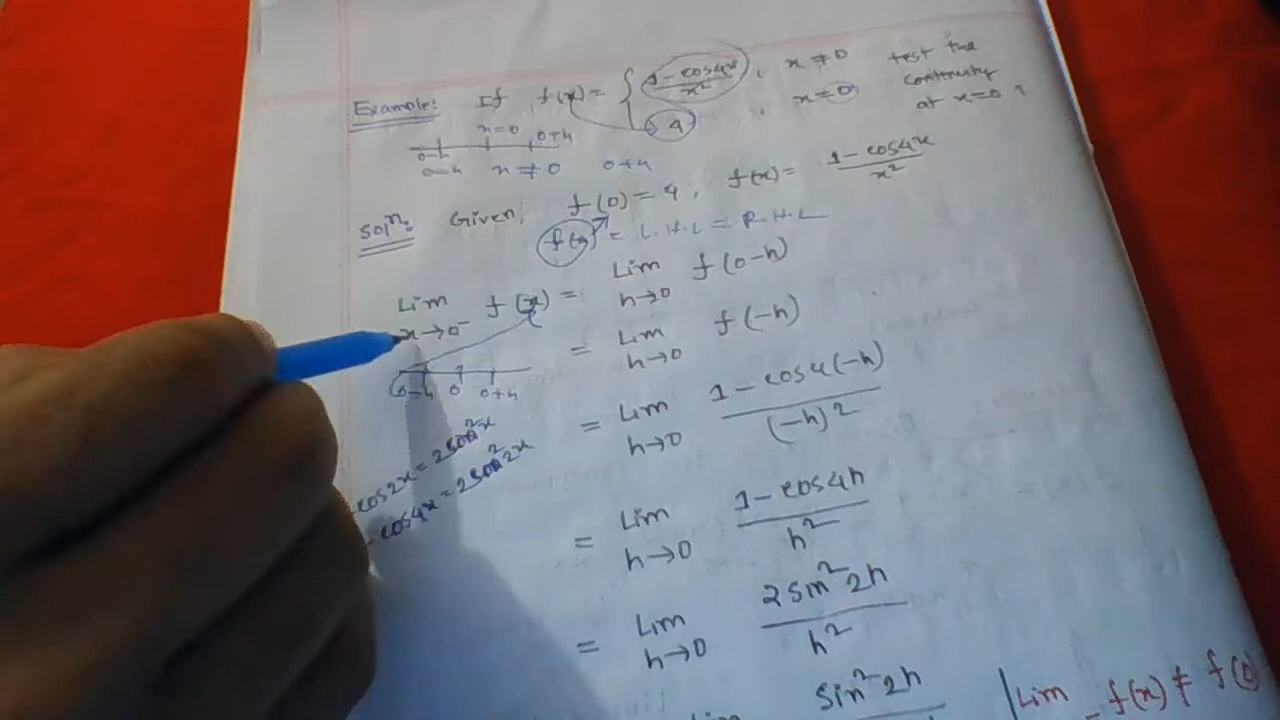 Example: If f(x) = { 1 - cos4x / x² , x ≠ 0 test the
4 , x = 0 continuity
at x = 0 ?
x=0 0+h
0-h
0-h x ≠ 0 0+h
Solⁿ: Given, f(0) = 4, f(x) = 1 - cos4x / x²
= L.H.L = R.H.L
Lim x→0⁻ f(x) = Lim h→0 f(0-h)
= Lim h→0 f(-h)
0-h 0 0+h
= Lim h→0 1 - cos4(-h) / (-h)²
cos2x = 2sin²x
cos4x = 2sin²2x
= Lim h→0 1 - cos4h / h²
= Lim h→0 2sin²2h / h²
Lim sin²2h
Lim f(x) ≠ f(0)